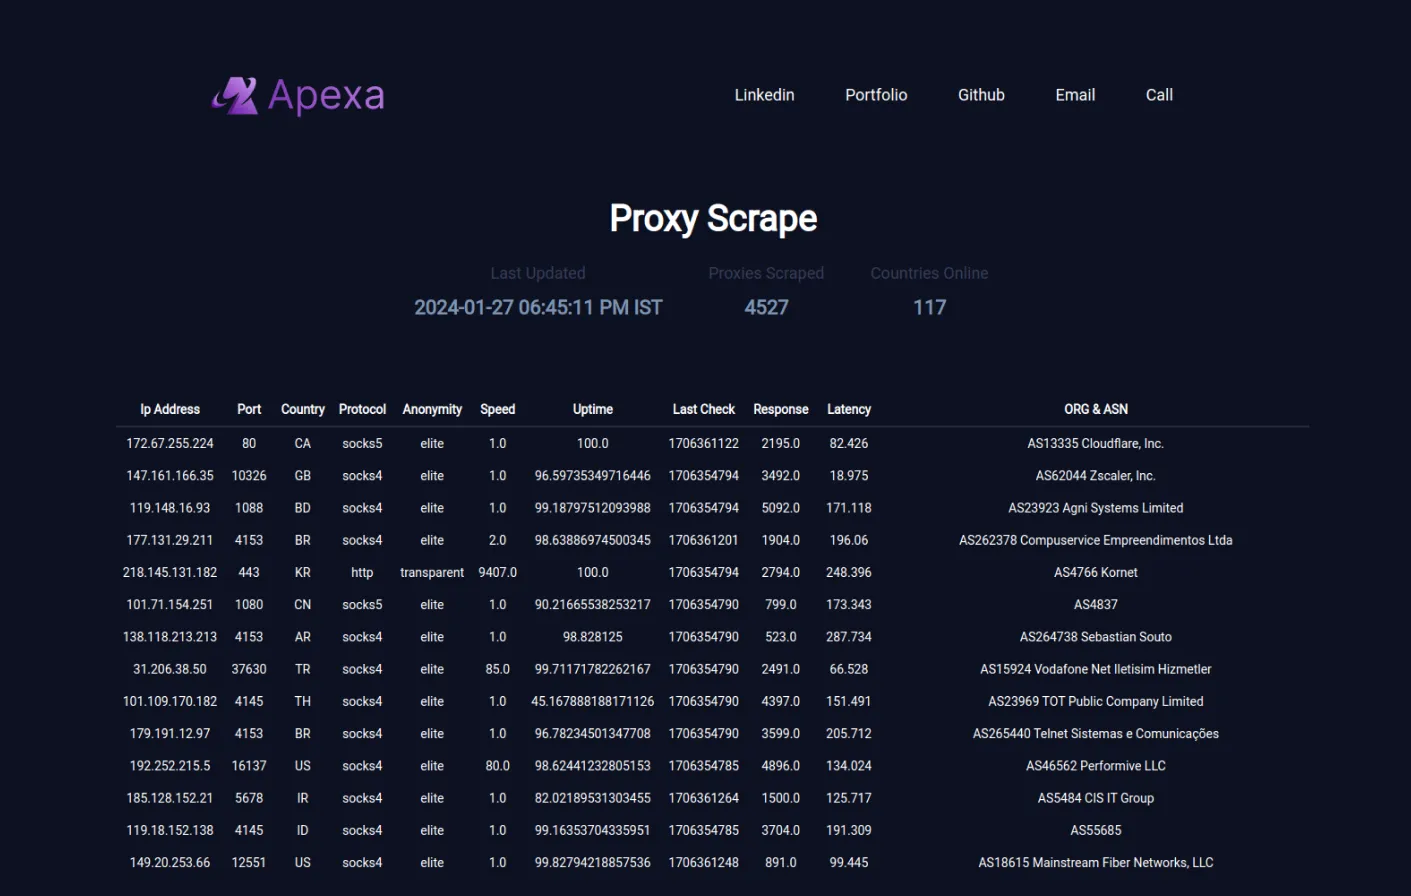 Apexa
Linkedin Portfolio Github Email Call
Proxy Scrape
Last Updated Proxies Scraped Countries Online
2024-01-27 06:45:11 PM IST 4527 117
Ip Address Port Country Protocol Anonymity Speed Uptime Last Check Response Latency ORG & ASN
172.67.255.224 80 CA socks5 elite 1.0 100.0 1706361122 2195.0 82.426 AS13335 Cloudflare, Inc.
147.161.166.35 10326 GB socks4 elite 1.0 96.59735349716446 1706354794 3492.0 18.975 AS62044 Zscaler, Inc.
119.148.16.93 1088 BD socks4 elite 1.0 99.18797512093988 1706354794 5092.0 171.118 AS23923 Agni Systems Limited
177.131.29.211 4153 BR socks4 elite 2.0 98.63886974500345 1706361201 1904.0 196.06 AS262378 Compuservice Empreendimentos Ltda
218.145.131.182 443 KR http transparent 9407.0 100.0 1706354794 2794.0 248.396 AS4766 Kornet
101.71.154.251 1080 CN socks5 elite 1.0 90.21665538253217 1706354790 799.0 173.343 AS4837
138.118.213.213 4153 AR socks4 elite 1.0 98.828125 1706354790 523.0 287.734 AS264738 Sebastian Souto
31.206.38.50 37630 TR socks4 elite 85.0 99.71171782262167 1706354790 2491.0 66.528 AS15924 Vodafone Net Iletisim Hizmetler
101.109.170.182 4145 TH socks4 elite 1.0 45.167888188171126 1706354790 4397.0 151.491 AS23969 TOT Public Company Limited
179.191.12.97 4153 BR socks4 elite 1.0 96.78234501347708 1706354790 3599.0 205.712 AS265440 Telnet Sistemas e Comunicações
192.252.215.5 16137 US socks4 elite 80.0 98.62441232805153 1706354785 4896.0 134.024 AS46562 Performive LLC
185.128.152.21 5678 IR socks4 elite 1.0 82.02189531303455 1706361264 1500.0 125.717 AS5484 CIS IT Group
119.18.152.138 4145 ID socks4 elite 1.0 99.16353704335951 1706354785 3704.0 191.309 AS55685
149.20.253.66 12551 US socks4 elite 1.0 99.82794218857536 1706361248 891.0 99.445 AS18615 Mainstream Fiber Networks, LLC